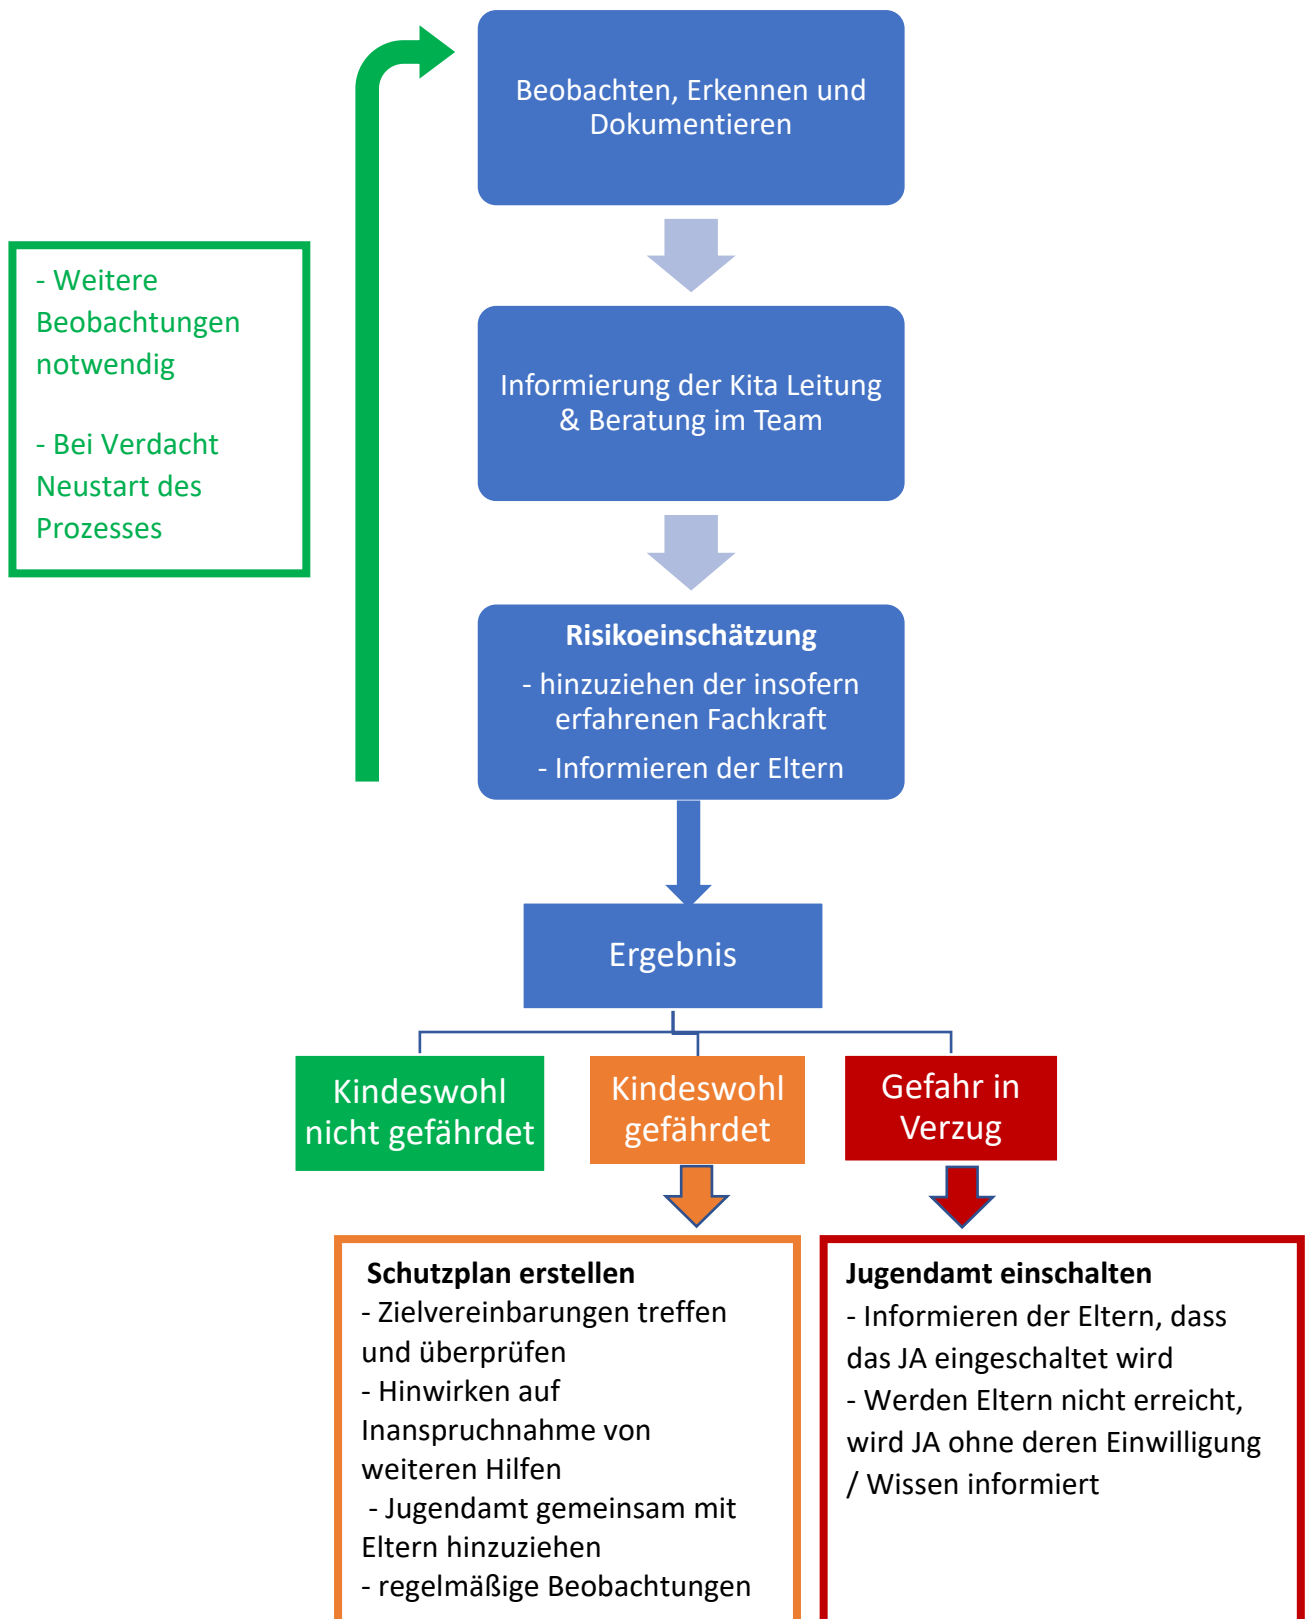 Beobachten, Erkennen und
Dokumentieren
- Weitere
Beobachtungen
notwendig
- Bei Verdacht
Neustart des
Prozesses
Informierung der Kita Leitung
& Beratung im Team
Risikoeinschätzung
- hinzuziehen der insofern
erfahrenen Fachkraft
- Informieren der Eltern
Ergebnis
Kindeswohl
nicht gefährdet
Kindeswohl
gefährdet
Gefahr in
Verzug
Schutzplan erstellen
- Zielvereinbarungen treffen
und überprüfen
- Hinwirken auf
Inanspruchnahme von
weiteren Hilfen
- Jugendamt gemeinsam mit
Eltern hinzuziehen
- regelmäßige Beobachtungen
Jugendamt einschalten
- Informieren der Eltern, dass
das JA eingeschaltet wird
- Werden Eltern nicht erreicht,
wird JA ohne deren Einwilligung
/ Wissen informiert